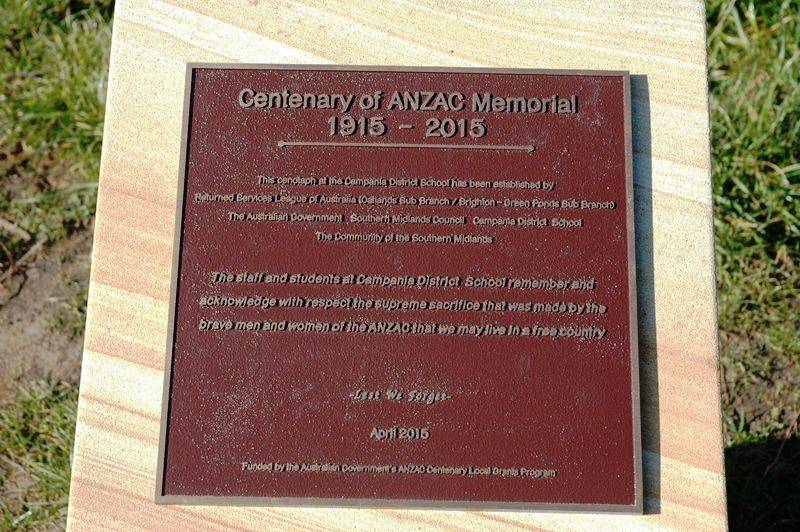 Centenary of ANZAC Memorial
1915 - 2015
This cenotaph at the Campania District School has been established by
Returned Services League of Australia (Oatlands Sub Branch / Brighton - Green Ponds Sub Branch)
The Australian Government Southern Midlands Council Campania District School
The Community of the Southern Midlands
The staff and students at Campania District School remember and
acknowledge with respect the supreme sacrifice that was made by the
brave men and women of the ANZAC that we may live in a free country
-Lest We Forget-
April 2015
Funded by the Australian Government's ANZAC Centenary Local Grants Program